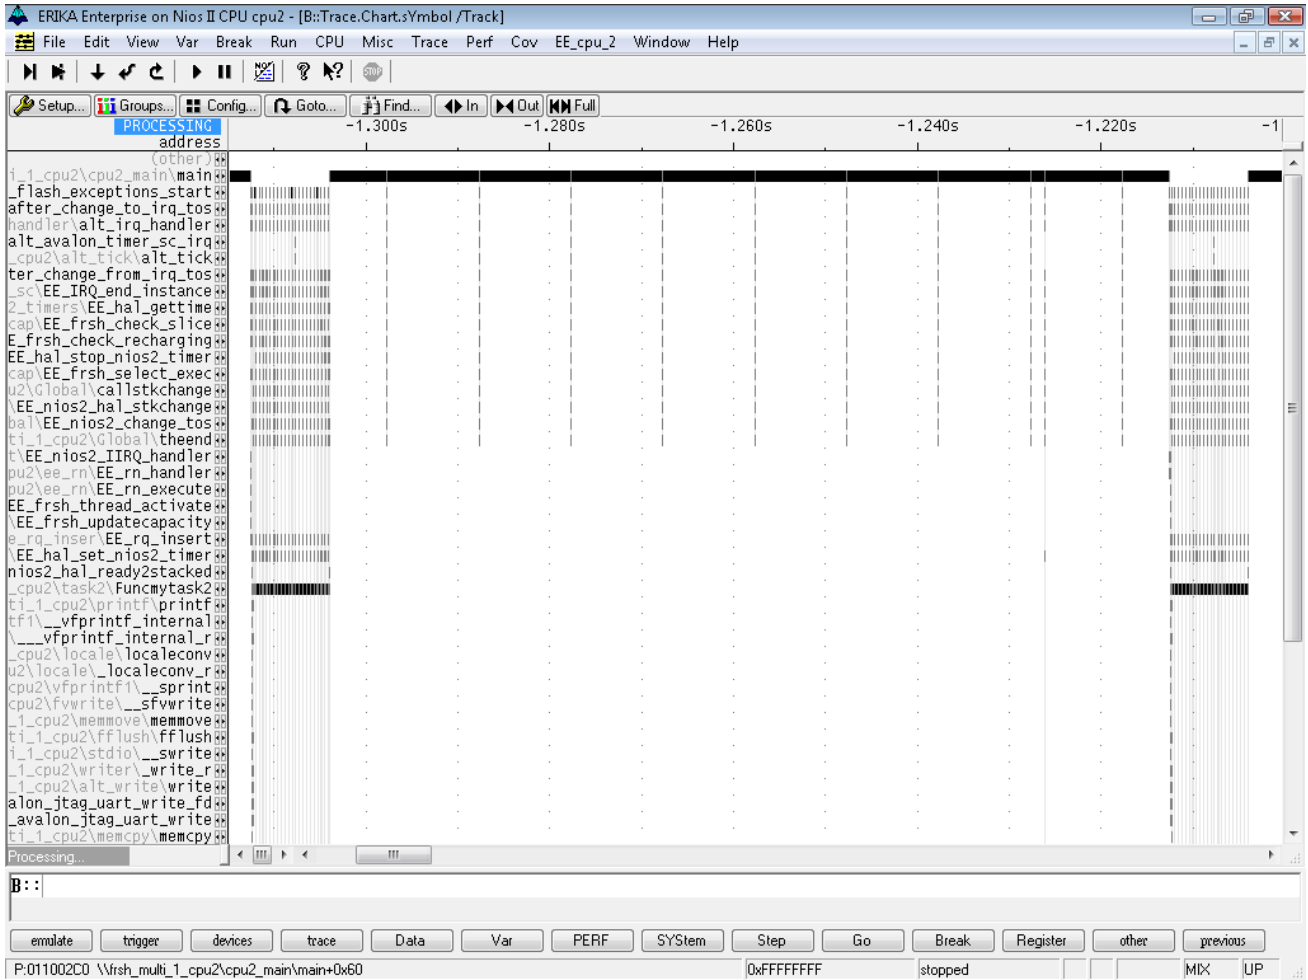 ERIKA Enterprise on Nios II CPU cpu2 - [B::Trace.Chart.sYmbol /Track]
File Edit View Var Break Run CPU Misc Trace Perf Cov EE_cpu_2 Window Help
Setup... Groups... Config... Goto... Find... In Out Full
PROCESSING -1.300s -1.280s -1.260s -1.240s -1.220s -1
address
(other)
i_1_cpu2\cpu2_main\main
_flash_exceptions_start
after_change_to_irq_tos
handler\alt_irq_handler
alt_avalon_timer_sc_irq
_cpu2\alt_tick\alt_tick
ter_change_from_irq_tos
_sc\EE_IRQ_end_instance
2_timers\EE_hal_gettime
cap\EE_frsh_check_slice
E_frsh_check_recharging
EE_hal_stop_nios2_timer
cap\EE_frsh_select_exec
u2\Global\callstkchange
\EE_nios2_hal_stkchange
bal\EE_nios2_change_tos
ti_1_cpu2\Global\theend
t\EE_nios2_IIRQ_handler
pu2\ee_rn\EE_rn_handler
pu2\ee_rn\EE_rn_execute
EE_frsh_thread_activate
\EE_frsh_updatecapacity
e_rq_inser\EE_rq_insert
\EE_hal_set_nios2_timer
nios2_hal_ready2stacked
_cpu2\task2\Funcmytask2
ti_1_cpu2\printf\printf
tf1\__vfprintf_internal
\___vfprintf_internal_r
_cpu2\locale\localeconv
u2\locale\_localeconv_r
cpu2\vfprintf1\__sprint
cpu2\fvwrite\__sfvwrite
_1_cpu2\memmove\memmove
ti_1_cpu2\fflush\fflush
i_1_cpu2\stdio\__swrite
_1_cpu2\writer\_write_r
_1_cpu2\alt_write\write
alon_jtag_uart_write_fd
_avalon_jtag_uart_write
ti_1_cpu2\memcpy\memcpy
Processing...
B::
emulate trigger devices trace Data Var PERF SYStem Step Go Break Register other previous
P:011002C0 \\frsh_multi_1_cpu2\cpu2_main\main+0x60 0xFFFFFFFF stopped MIX UP